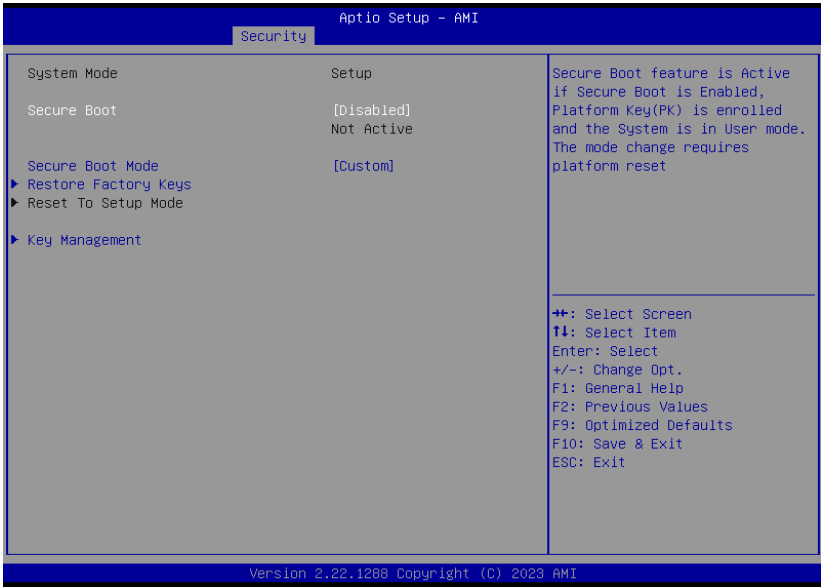 Aptio Setup – AMI
Security
System Mode Setup
Secure Boot [Disabled]
Not Active
Secure Boot Mode [Custom]
Restore Factory Keys
Reset To Setup Mode
Key Management
Secure Boot feature is Active
if Secure Boot is Enabled,
Platform Key(PK) is enrolled
and the System is in User mode.
The mode change requires
platform reset
→←: Select Screen
↑↓: Select Item
Enter: Select
+/-: Change Opt.
F1: General Help
F2: Previous Values
F9: Optimized Defaults
F10: Save & Exit
ESC: Exit
Version 2.22.1288 Copyright (C) 2023 AMI